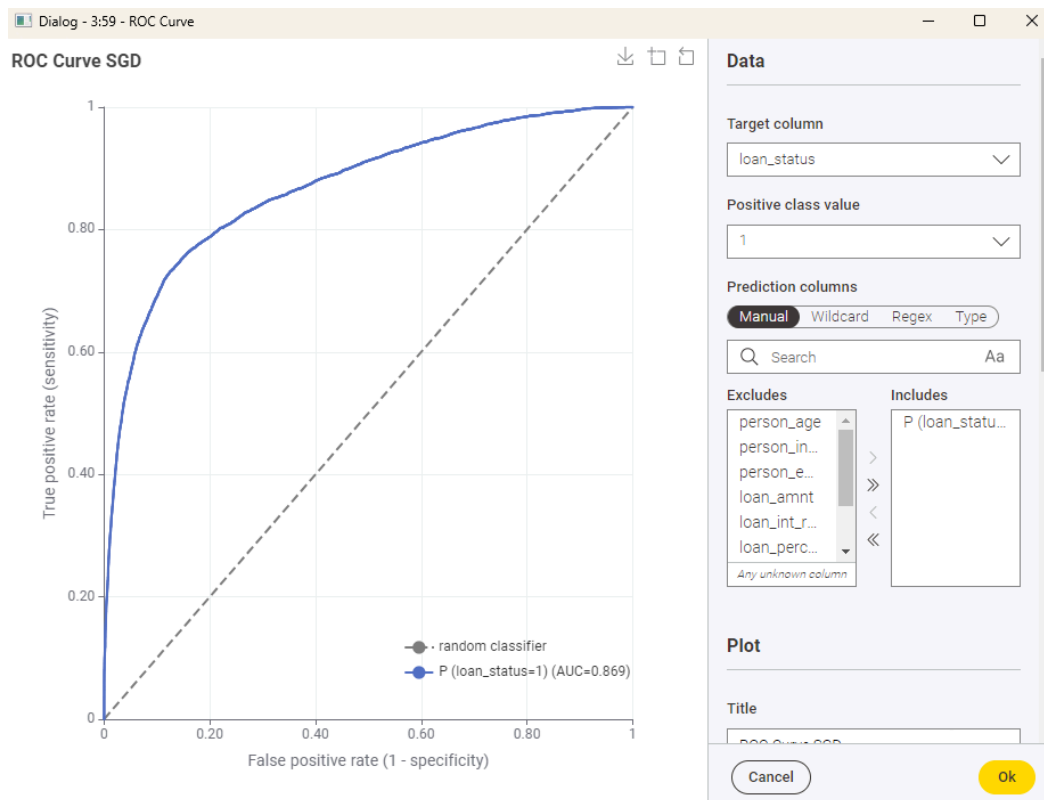 Dialog - 3:59 - ROC Curve
ROC Curve SGD
1
0.80
0.60
0.40
0.20
0
0
0.20
0.40
0.60
0.80
1
True positive rate (sensitivity)
False positive rate (1 - specificity)
random classifier
P (loan_status=1) (AUC=0.869)
Data
Target column
loan_status
Positive class value
1
Prediction columns
Manual Wildcard Regex Type
Search Aa
Excludes Includes
person_age
person_in...
person_e...
loan_amnt
loan_int_r...
loan_perc...
Any unknown column
P (loan_statu...
Plot
Title
ROC Curve SGD
Cancel Ok